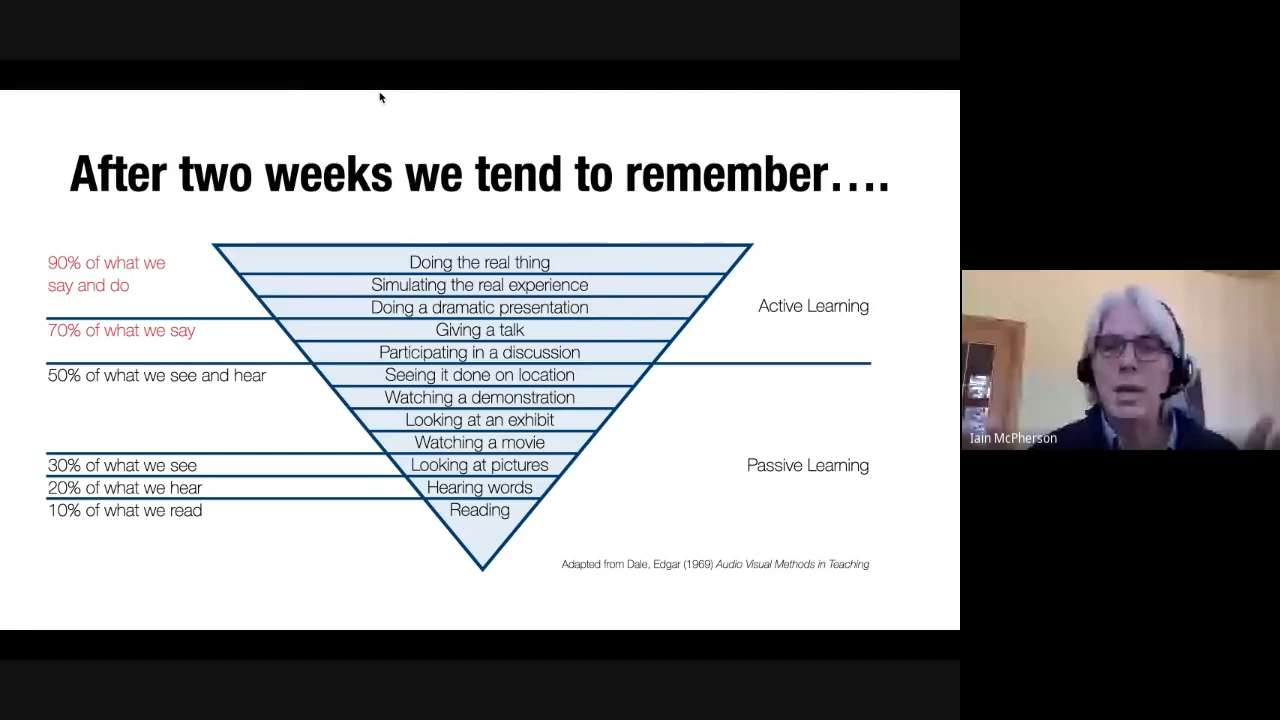 After two weeks we tend to remember….
90% of what we
say and do
70% of what we say
50% of what we see and hear
30% of what we see
20% of what we hear
10% of what we read
Doing the real thing
Simulating the real experience
Doing a dramatic presentation
Giving a talk
Participating in a discussion
Seeing it done on location
Watching a demonstration
Looking at an exhibit
Watching a movie
Looking at pictures
Hearing words
Reading
Active Learning
Passive Learning
Adapted from Dale, Edgar (1969) Audio Visual Methods in Teaching
Iain McPherson